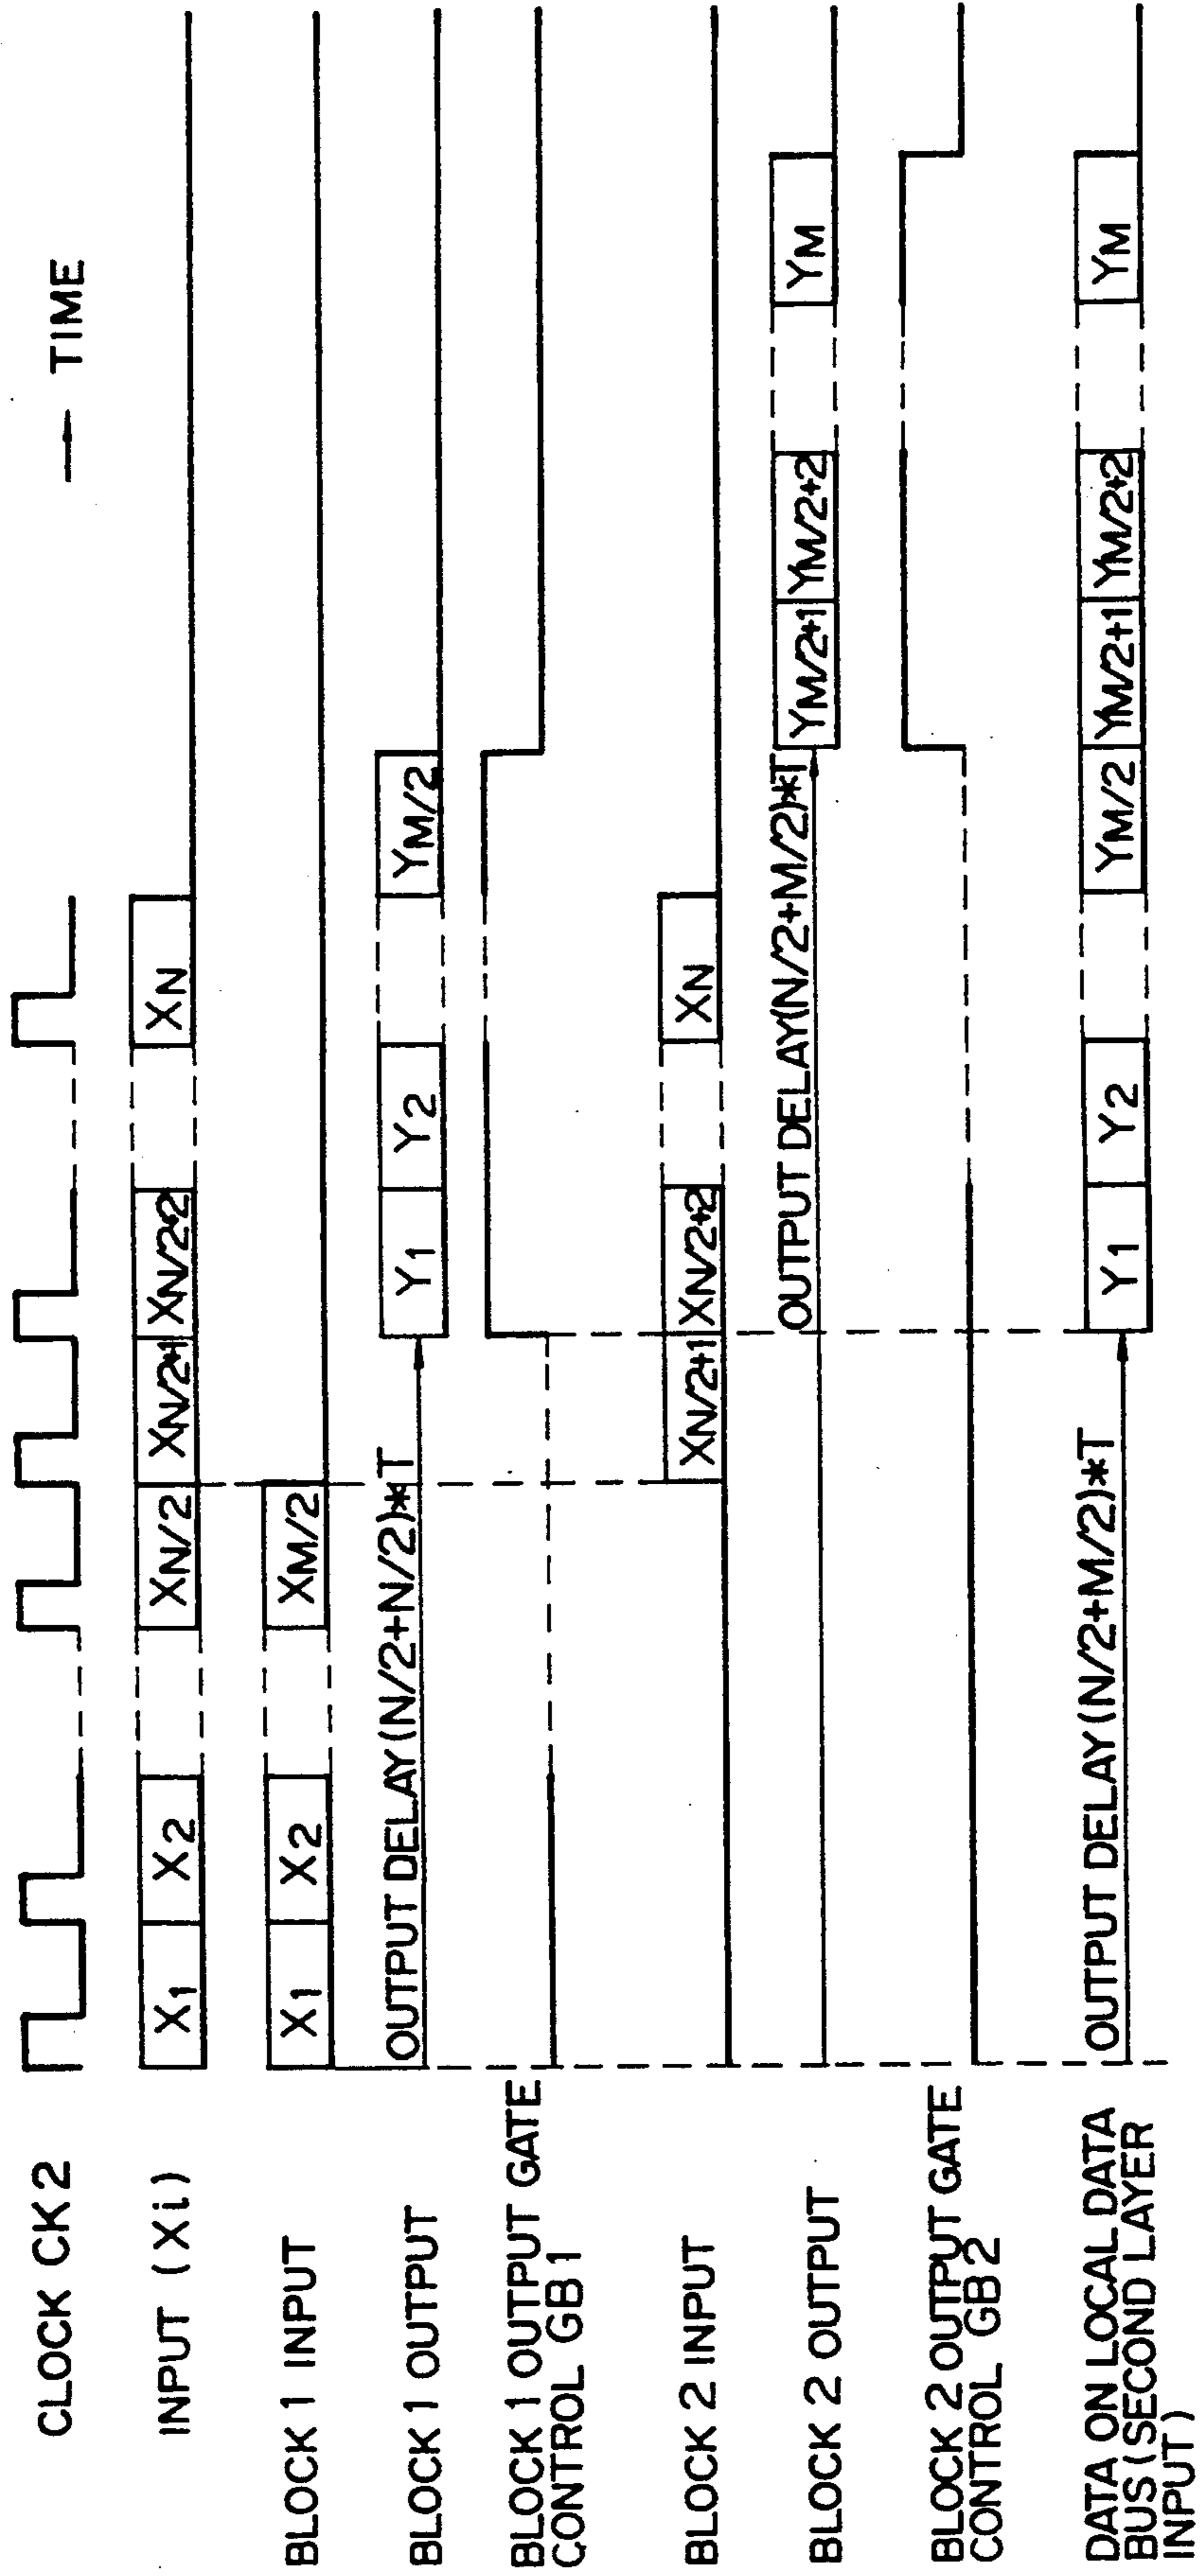 → TIME
CLOCK CK2
INPUT (Xi) X1 X2 XN/2 XN/2+1 XN/2+2 XN
BLOCK 1 INPUT X1 X2 XM/2
BLOCK 1 OUTPUT OUTPUT DELAY(N/2+N/2)*T Y1 Y2 YM/2
BLOCK 1 OUTPUT GATE
CONTROL GB1
BLOCK 2 INPUT XN/2+1 XN/2+2 XN
BLOCK 2 OUTPUT OUTPUT DELAY(N/2+M/2)*T YM/2+1 YM/2+2 YM
BLOCK 2 OUTPUT GATE
CONTROL GB2
DATA ON LOCAL DATA
BUS (SECOND LAYER
INPUT) OUTPUT DELAY(N/2+M/2)*T Y1 Y2 YM/2 YM/2+1 YM/2+2 YM